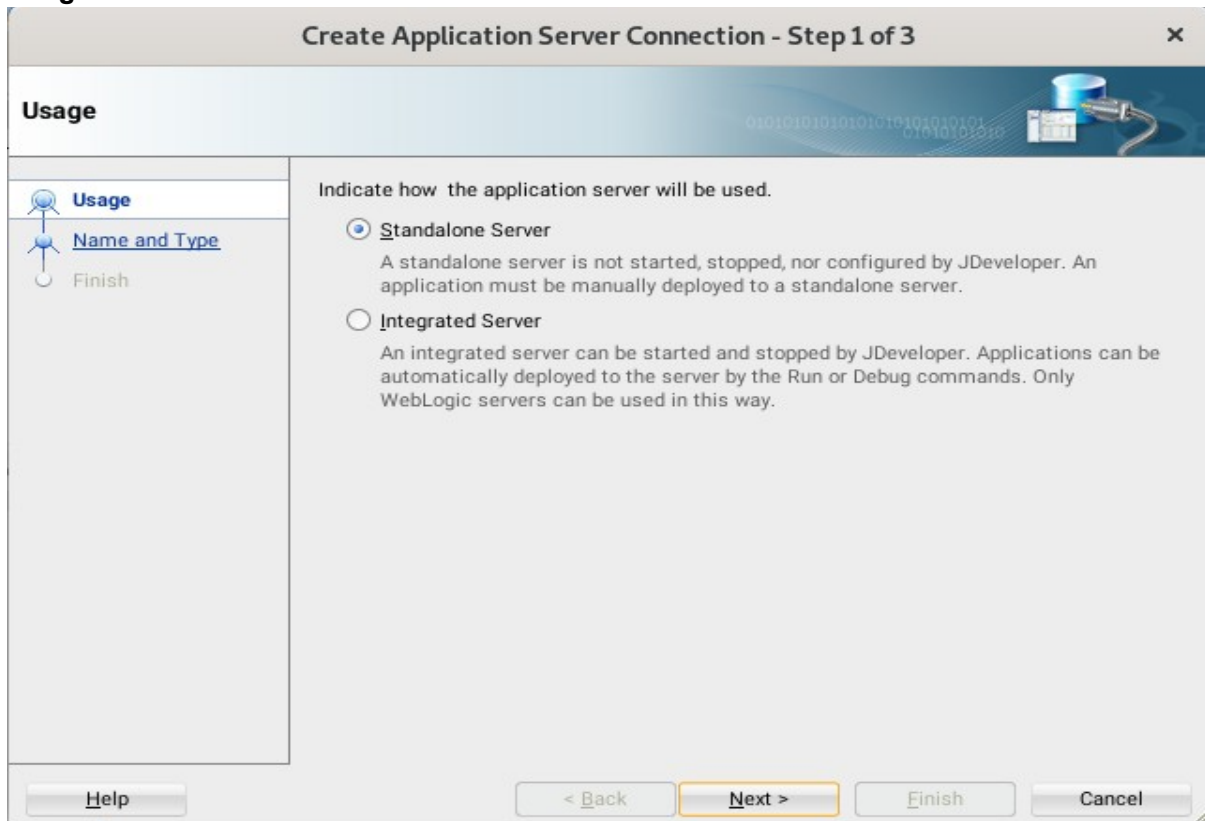 Create Application Server Connection - Step 1 of 3
Usage
Usage
Name and Type
Finish
Indicate how the application server will be used.
Standalone Server
A standalone server is not started, stopped, nor configured by JDeveloper. An
application must be manually deployed to a standalone server.
Integrated Server
An integrated server can be started and stopped by JDeveloper. Applications can be
automatically deployed to the server by the Run or Debug commands. Only
WebLogic servers can be used in this way.
Help
< Back
Next >
Finish
Cancel